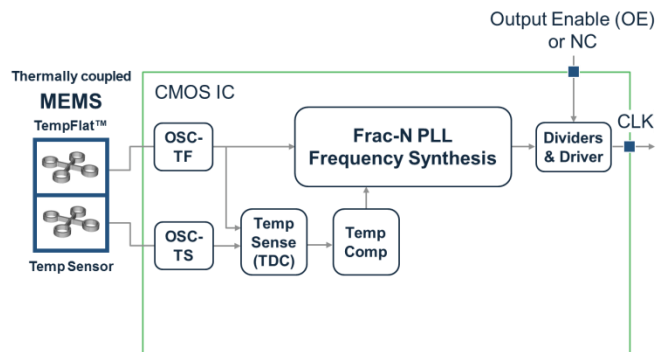 Output Enable (OE)
or NC
Thermally coupled
MEMS
TempFlat™
CMOS IC
CLK
OSC-
TF
Frac-N PLL
Frequency Synthesis
Dividers
& Driver
OSC-
TS
Temp
Sense
(TDC)
Temp
Comp
Temp Sensor